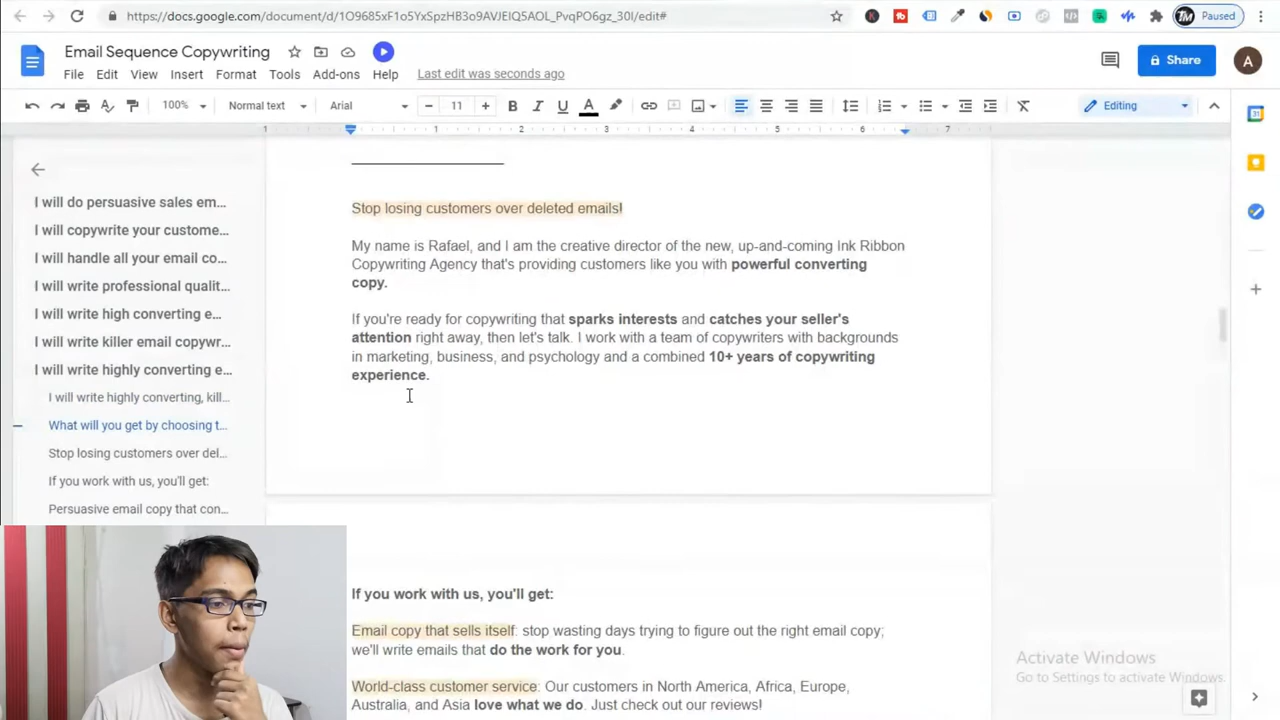 https://docs.google.com/document/d/1O9685xF1o5YxSpzHB3o9AVJEIQ5AOL_PvqPO6gz_30I/edit#
Paused
Email Sequence Copywriting
File Edit View Insert Format Tools Add-ons Help Last edit was seconds ago
Share
A
100% Normal text Arial 11 Editing
1 1 2 3 4 5 6 7
I will do persuasive sales em...
I will copywrite your custome...
I will handle all your email co...
I will write professional qualit...
I will write high converting e...
I will write killer email copywr...
I will write highly converting e...
I will write highly converting, kill...
What will you get by choosing t...
Stop losing customers over del...
If you work with us, you'll get:
Persuasive email copy that con...
Stop losing customers over deleted emails!
My name is Rafael, and I am the creative director of the new, up-and-coming Ink Ribbon
Copywriting Agency that's providing customers like you with powerful converting
copy.
If you're ready for copywriting that sparks interests and catches your seller's
attention right away, then let's talk. I work with a team of copywriters with backgrounds
in marketing, business, and psychology and a combined 10+ years of copywriting
experience.
If you work with us, you'll get:
Email copy that sells itself: stop wasting days trying to figure out the right email copy;
we'll write emails that do the work for you.
World-class customer service: Our customers in North America, Africa, Europe,
Australia, and Asia love what we do. Just check out our reviews!
Activate Windows
Go to Settings to activate Windows.